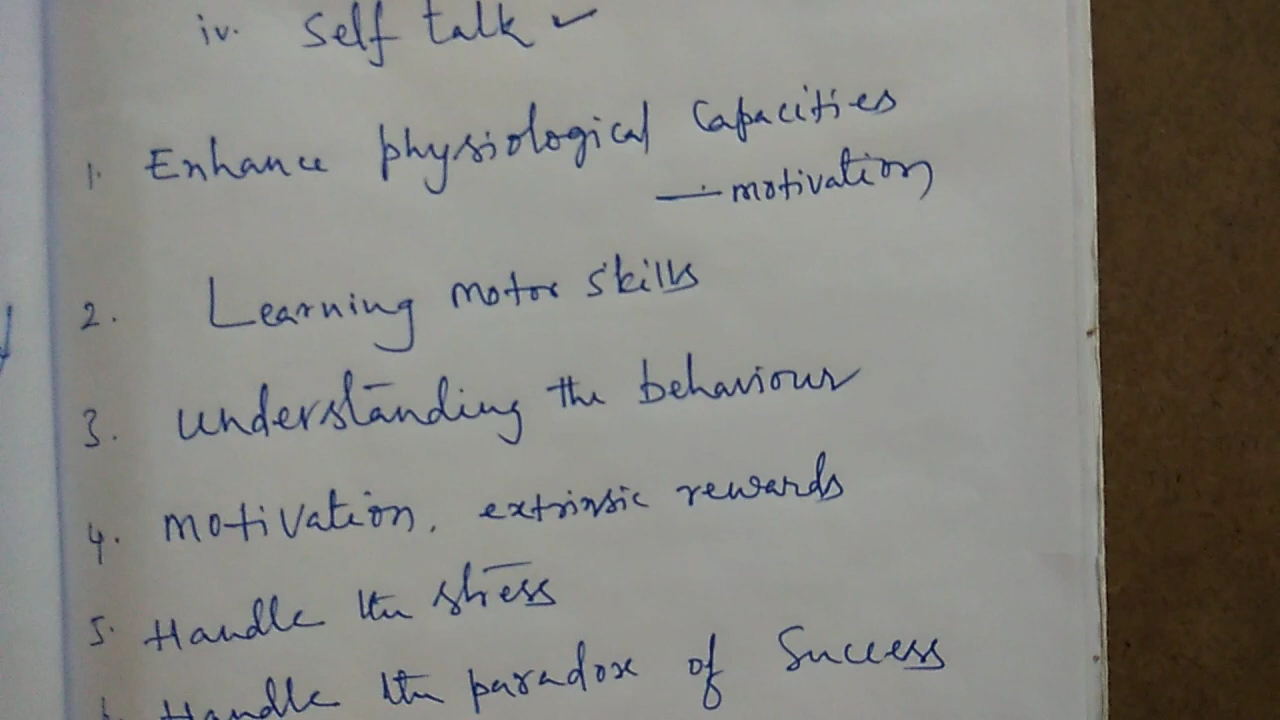 iv. Self talk ✓
1. Enhance physiological Capacities
— motivation
2. Learning motor skills
3. understanding the behaviour
4. motivation, extrinsic rewards
5. Handle the stress
Handle the paradox of Success